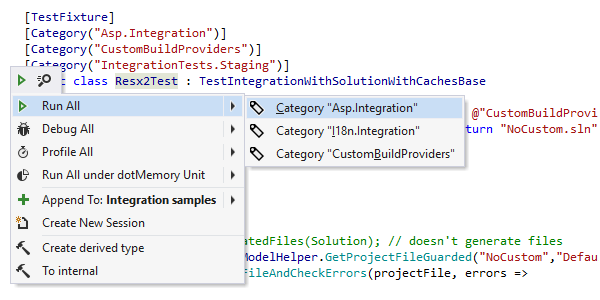 [TestFixture]
[Category("Asp.Integration")]
[Category("CustomBuildProviders")]
[Category("IntegrationTests.Staging")]
c class Resx2Test : TestIntegrationWithSolutionWithCachesBase
Run All
Category "Asp.Integration"
@"CustomBuildProvi
Debug All
Category "I18n.Integration"
turn "NoCustom.sln"
Profile All
Category "CustomBuildProviders"
Run All under dotMemory Unit
Append To: Integration samples
Create New Session
Create derived type
atedFiles(Solution); // doesn't generate files
ModelHelper.GetProjectFileGuarded("NoCustom","Defau
To internal
FileAndCheckErrors(projectFile, errors =>